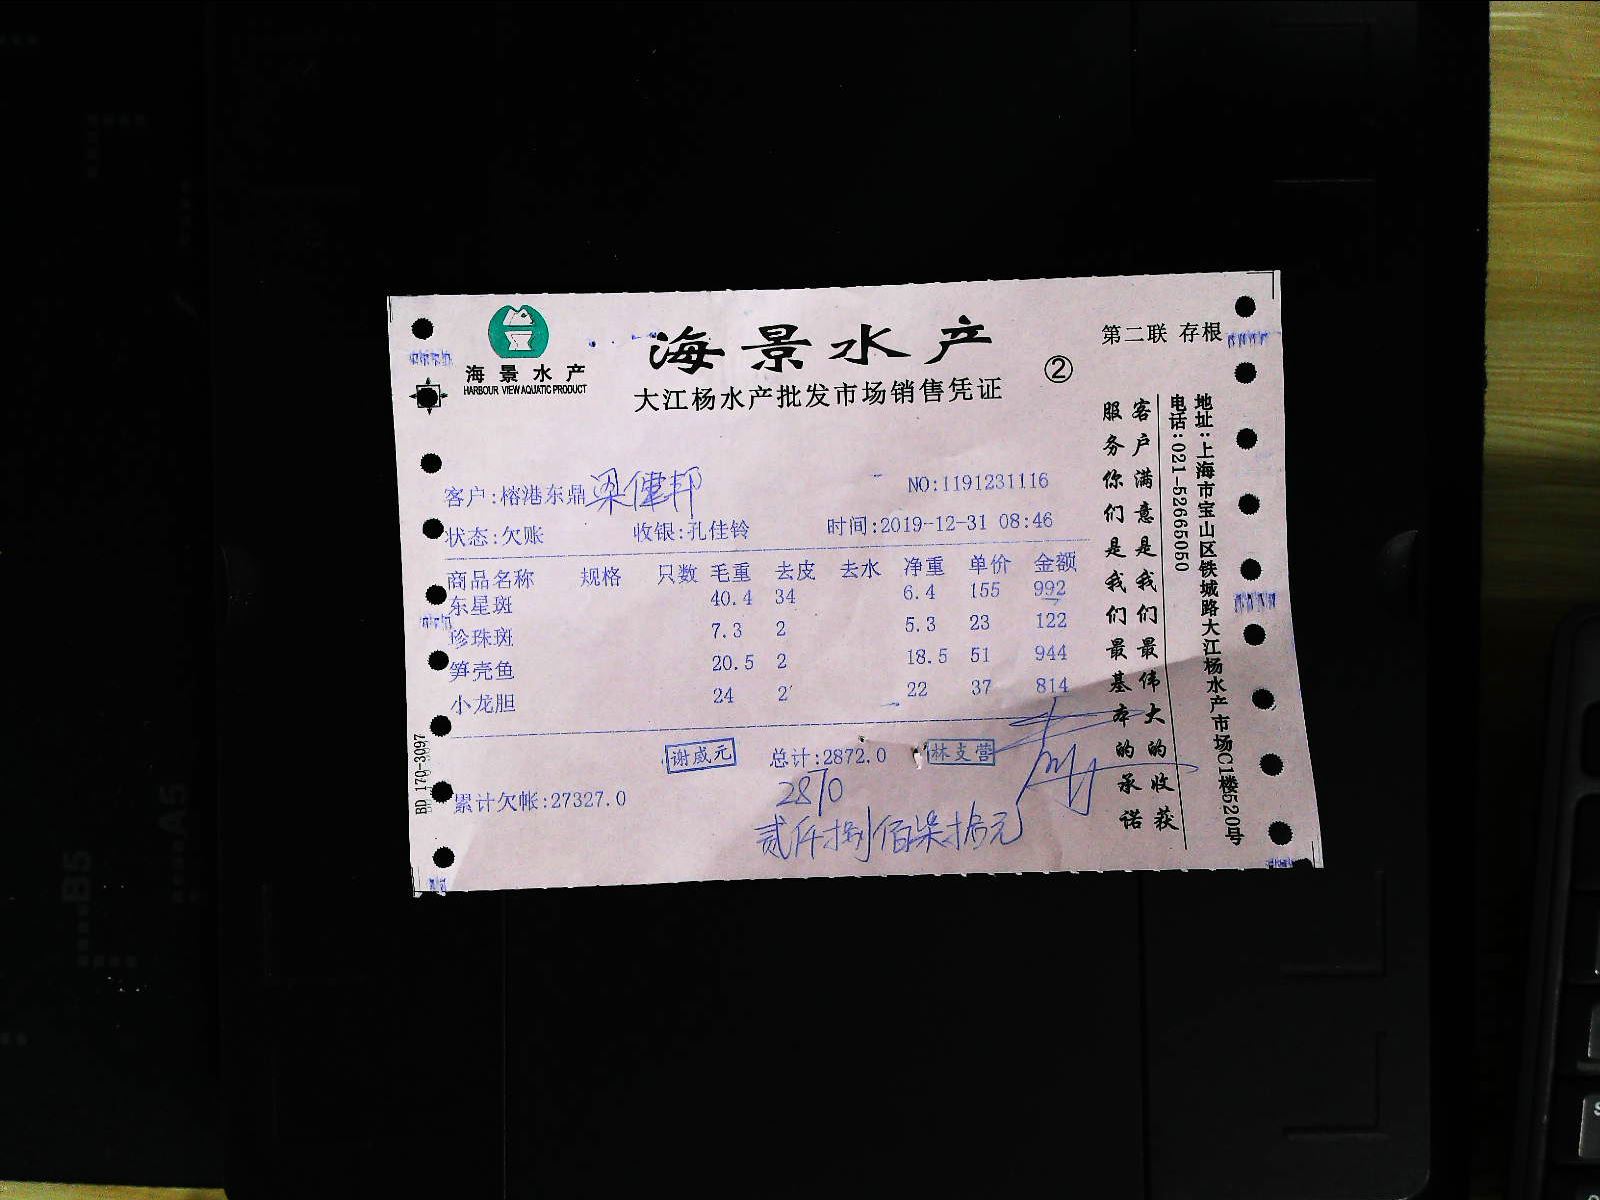 海景水产
HARBOUR VIEW AQUATIC PRODUCT
海景水产
大江杨水产批发市场销售凭证
②
第二联 存根
客户:榕港东鼎 梁健邦
NO:1191231116
状态:欠账 收银:孔佳铃 时间:2019-12-31 08:46
商品名称 规格 只数 毛重 去皮 去水 净重 单价 金额
东星斑 40.4 34 6.4 155 992
珍珠斑 7.3 2 5.3 23 122
笋壳鱼 20.5 2 18.5 51 944
小龙胆 24 2 22 37 814
谢威元 总计:2872.0 林支营
2870
累计欠帐:27327.0
贰仟捌佰柒拾元
客户满意是我们最伟大的收获
服务你们是我们最基本的承诺
地址:上海市宝山区铁城路大江杨水产市场C1楼520号
电话:021-52665050
BD 170-3097
B5
A5